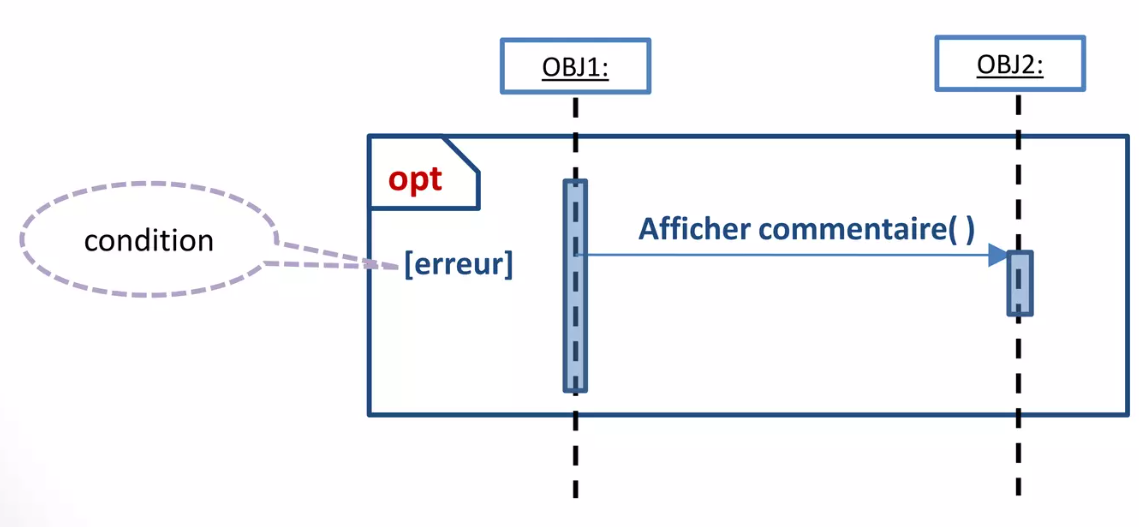 OBJ1:
OBJ2:
opt
condition
[erreur]
Afficher commentaire( )